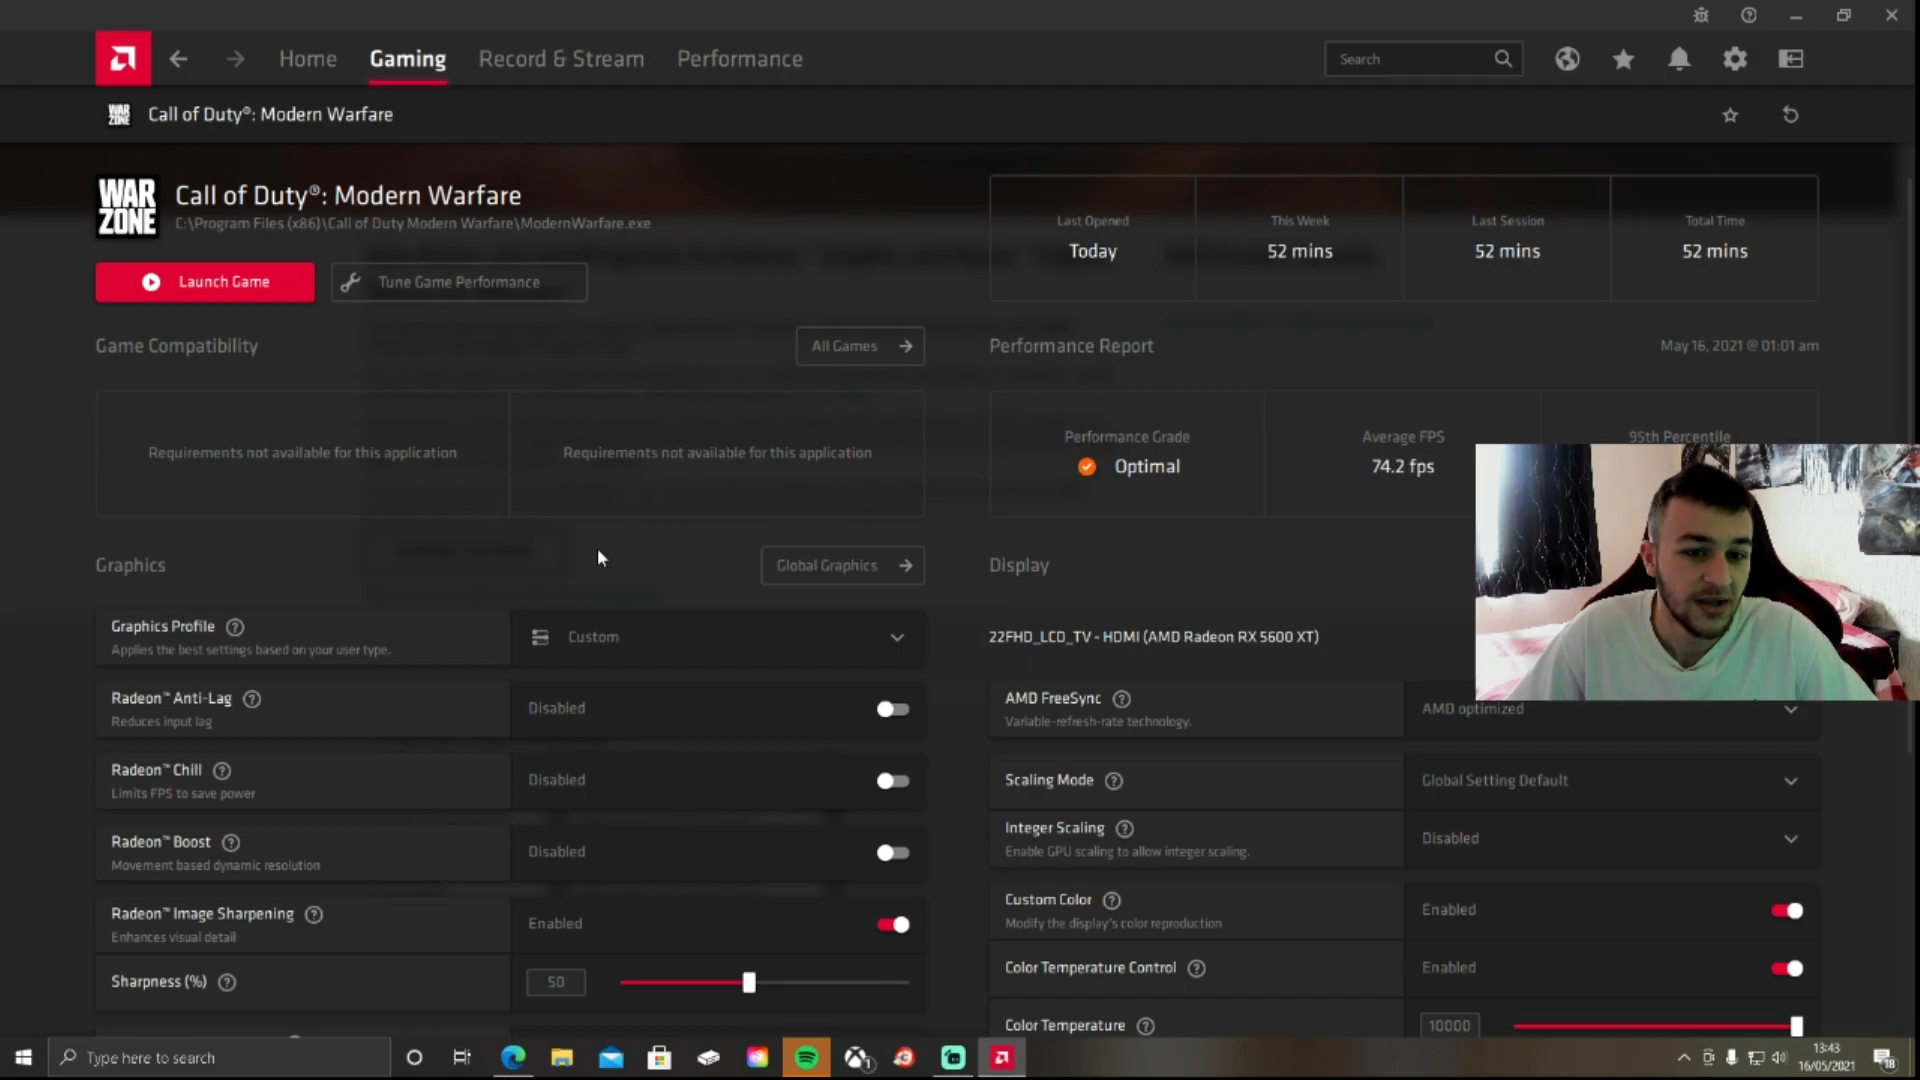 Home
Gaming
Record & Stream
Performance
Search
WAR ZONE
Call of Duty®: Modern Warfare
WAR
ZONE
Call of Duty®: Modern Warfare
C:\Program Files (x86)\Call of Duty Modern Warfare\ModernWarfare.exe
Launch Game
Tune Game Performance
Last Opened
Today
This Week
52 mins
Last Session
52 mins
Total Time
52 mins
Game Compatibility
All Games
Requirements not available for this application
Requirements not available for this application
Performance Report
May 16, 2021 @ 01:01 am
Performance Grade
Optimal
Average FPS
74.2 fps
95th Percentile
Graphics
Global Graphics
Graphics Profile
Applies the best settings based on your user type.
Custom
Radeon™ Anti-Lag
Reduces input lag
Disabled
Radeon™ Chill
Limits FPS to save power
Disabled
Radeon™ Boost
Movement based dynamic resolution
Disabled
Radeon™ Image Sharpening
Enhances visual detail
Enabled
Sharpness (%)
50
Display
22FHD_LCD_TV - HDMI (AMD Radeon RX 5600 XT)
AMD FreeSync
Variable-refresh-rate technology.
AMD optimized
Scaling Mode
Global Setting Default
Integer Scaling
Enable GPU scaling to allow integer scaling.
Disabled
Custom Color
Modify the display's color reproduction
Enabled
Color Temperature Control
Enabled
Color Temperature
10000
Type here to search
13:43
16/05/2021
18